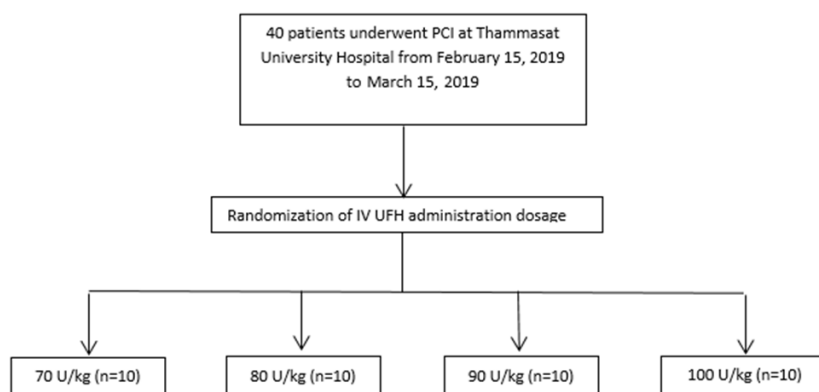 40 patients underwent PCI at Thammasat
University Hospital from February 15, 2019
to March 15, 2019
Randomization of IV UFH administration dosage
70 U/kg (n=10)
80 U/kg (n=10)
90 U/kg (n=10)
100 U/kg (n=10)